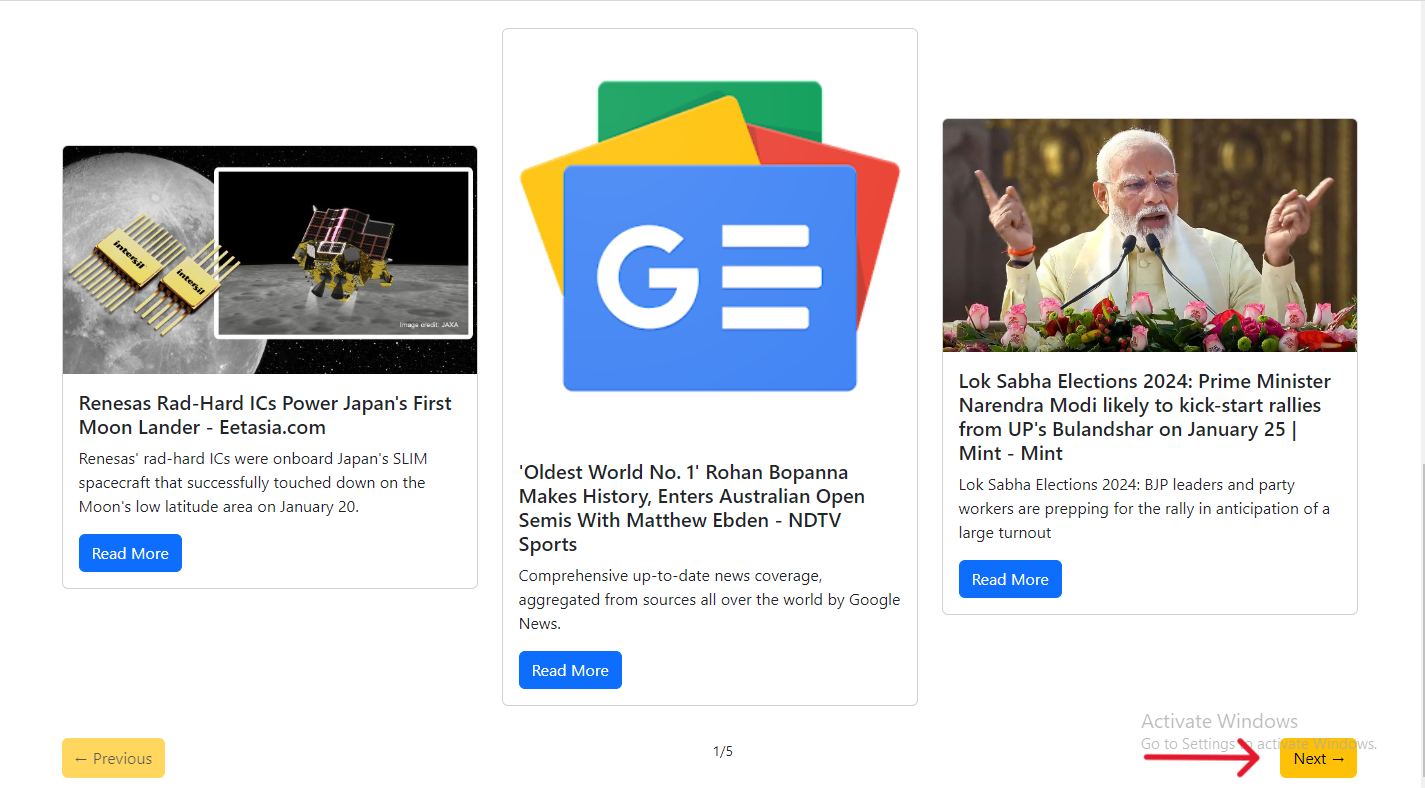 intersil
intersil
Image credit: JAXA
Renesas Rad-Hard ICs Power Japan's First
Moon Lander - Eetasia.com
Renesas' rad-hard ICs were onboard Japan's SLIM
spacecraft that successfully touched down on the
Moon's low latitude area on January 20.
Read More
G
'Oldest World No. 1' Rohan Bopanna
Makes History, Enters Australian Open
Semis With Matthew Ebden - NDTV
Sports
Comprehensive up-to-date news coverage,
aggregated from sources all over the world by Google
News.
Read More
Lok Sabha Elections 2024: Prime Minister
Narendra Modi likely to kick-start rallies
from UP's Bulandshar on January 25 |
Mint - Mint
Lok Sabha Elections 2024: BJP leaders and party
workers are prepping for the rally in anticipation of a
large turnout
Read More
← Previous
1/5
Activate Windows
Go to Settings to activate Windows.
Next →